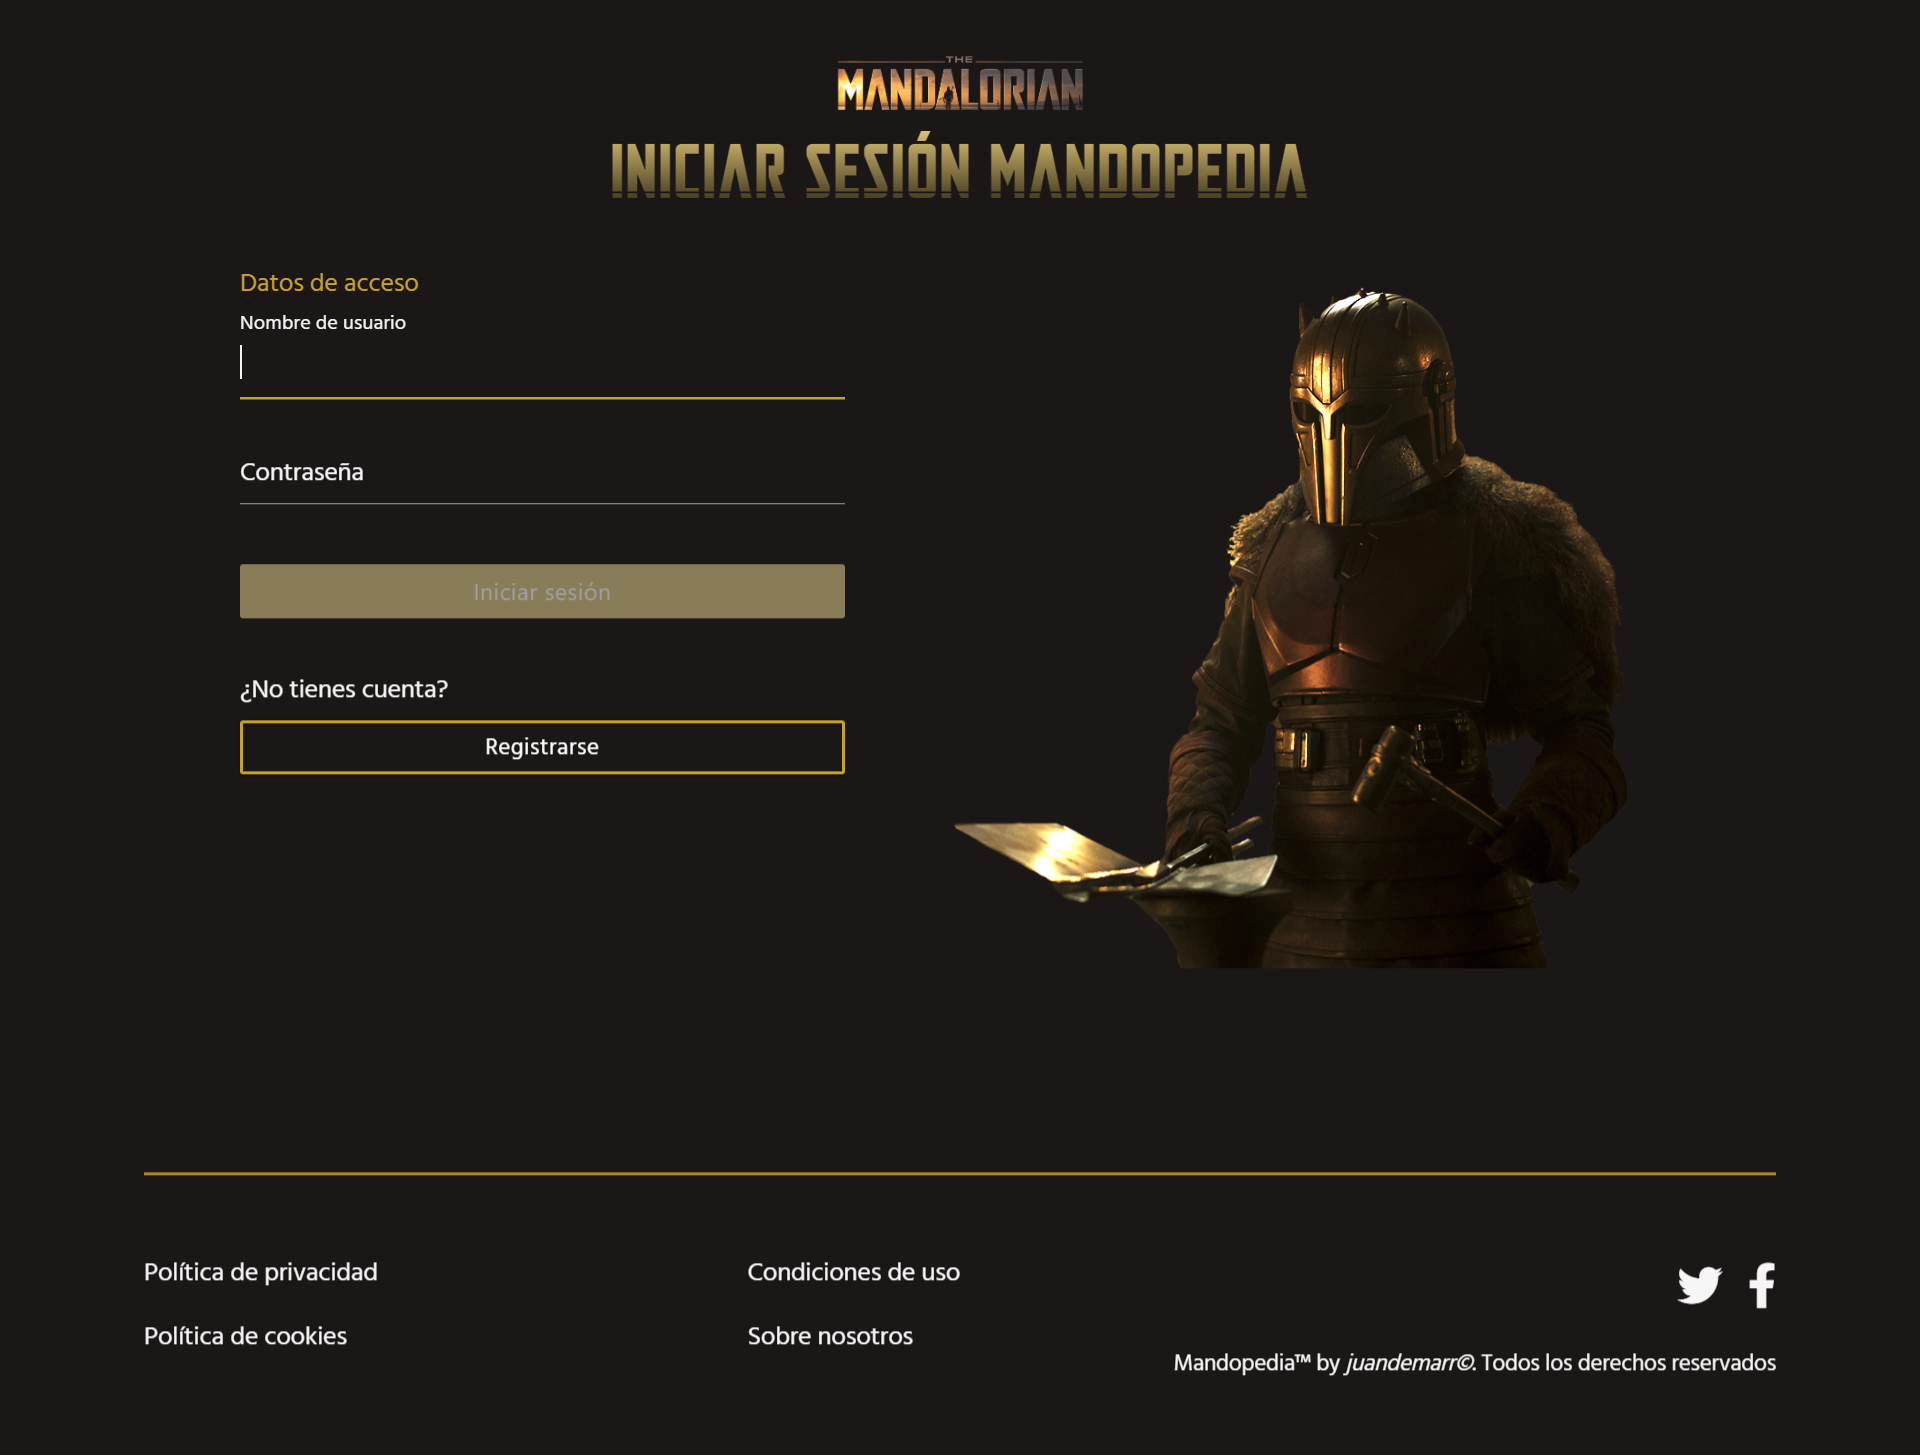 THE
MANDALORIAN
INICIAR SESIÓN MANDOPEDIA
Datos de acceso
Nombre de usuario
Contraseña
Iniciar sesión
¿No tienes cuenta?
Registrarse
Política de privacidad
Condiciones de uso
Política de cookies
Sobre nosotros
Mandopedia™ by juandemarr©. Todos los derechos reservados